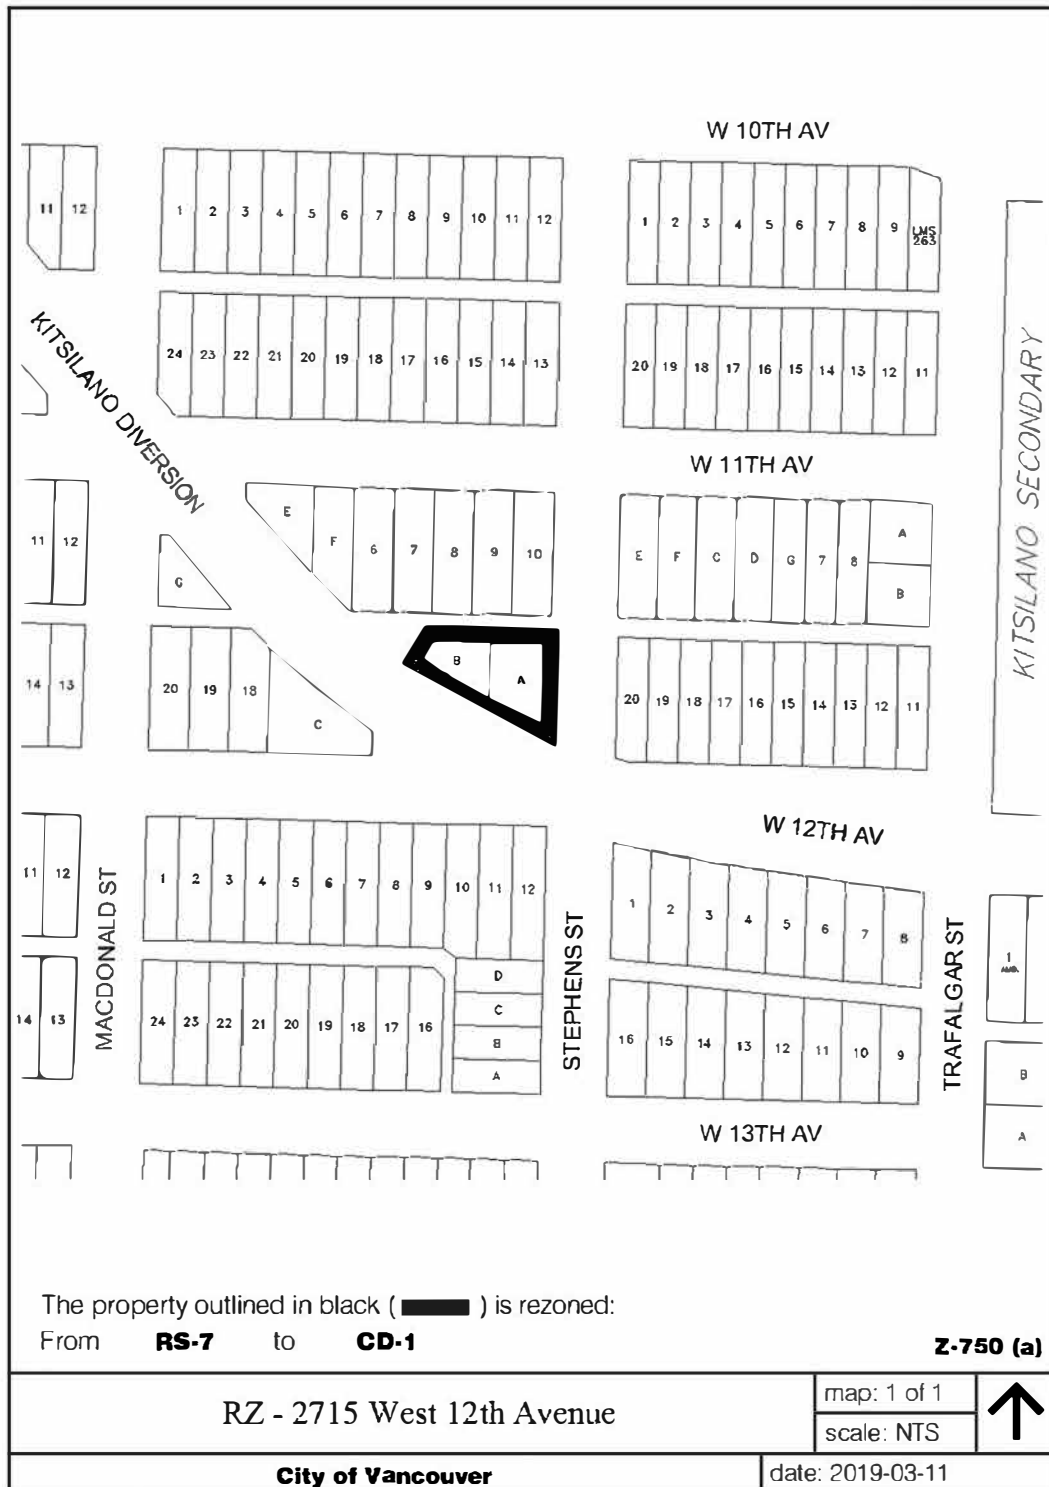 W 10TH AV
11 12
1 2 3 4 5 6 7 8 9 10 11 12
1 2 3 4 5 6 7 8 9 LMS 263
KITSILANO DIVERSION
24 23 22 21 20 19 18 17 16 15 14 13
20 19 18 17 16 15 14 13 12 11
KITSILANO SECONDARY
W 11TH AV
11 12
G
E F 6 7 8 9 10
E F C D G 7 8 A
B
14 13
20 19 18 C
B A
20 19 18 17 16 15 14 13 12 11
W 12TH AV
11 12
MACDONALD ST
1 2 3 4 5 6 7 8 9 10 11 12
STEPHENS ST
1 2 3 4 5 6 7 8
TRAFALGAR ST
1
14 13
24 23 22 21 20 19 18 17 16
D
C
B
A
16 15 14 13 12 11 10 9
B
A
W 13TH AV
The property outlined in black ( ) is rezoned:
From RS-7 to CD-1
Z-750 (a)
RZ - 2715 West 12th Avenue
map: 1 of 1
scale: NTS
City of Vancouver
date: 2019-03-11